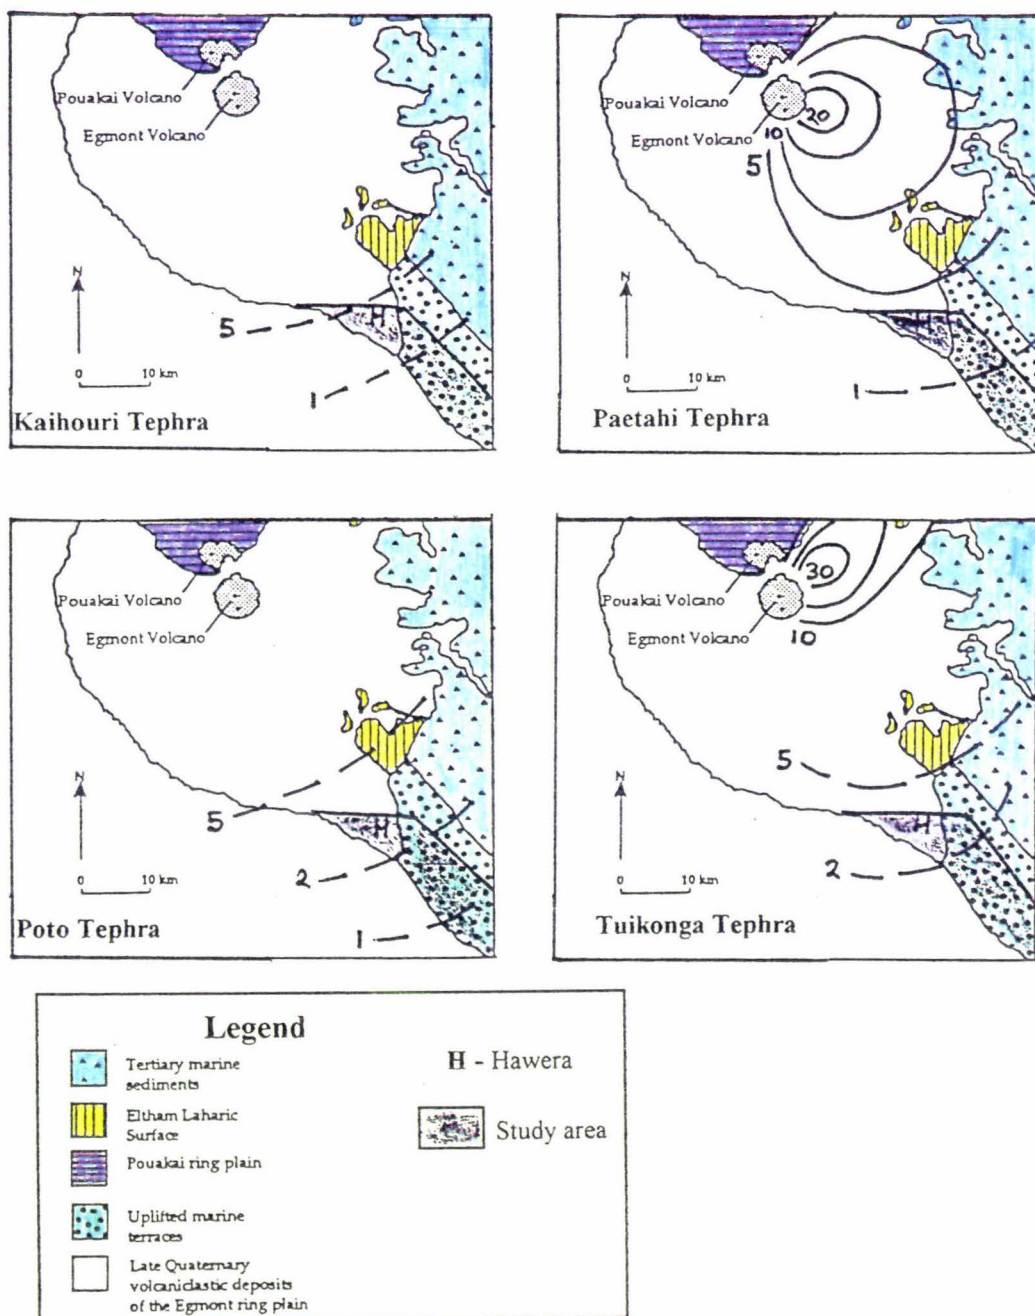 Pouakai Volcano
Egmont Volcano
N
0 10 km
5
H
1
Kaihouri Tephra
Pouakai Volcano
Egmont Volcano
20
10
5
N
0 10 km
H
1
Paetahi Tephra
Pouakai Volcano
Egmont Volcano
N
0 10 km
5
H
2
1
Poto Tephra
Pouakai Volcano
Egmont Volcano
30
10
N
0 10 km
5
H
2
Tuikonga Tephra
Legend
Tertiary marine
sediments
Eltham Laharic
Surface
Pouakai ring plain
Uplifted marine
terraces
Late Quaternary
volcaniclastic deposits
of the Egmont ring plain
H - Hawera
Study area